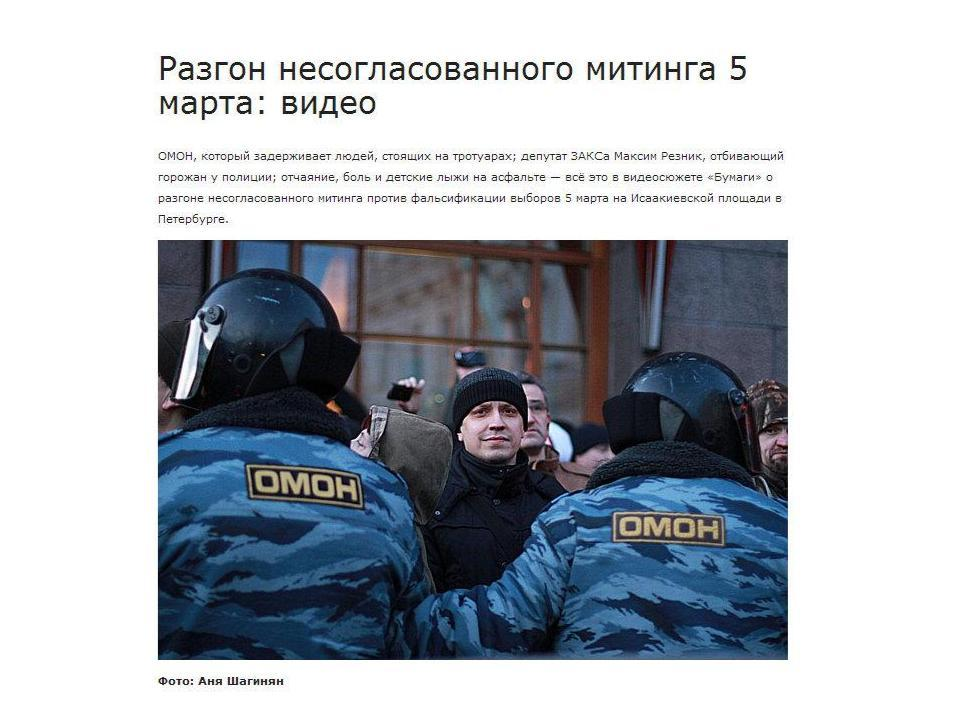 Разгон несогласованного митинга 5
марта: видео
ОМОН, который задерживает людей, стоящих на тротуарах; депутат ЗАКСа Максим Резник, отбивающий
горожан у полиции; отчаяние, боль и детские лыжи на асфальте — всё это в видеосюжете «Бумаги» о
разгоне несогласованного митинга против фальсификации выборов 5 марта на Исаакиевской площади в
Петербурге.
ОМОН
ОМОН
Фото: Аня Шагинян